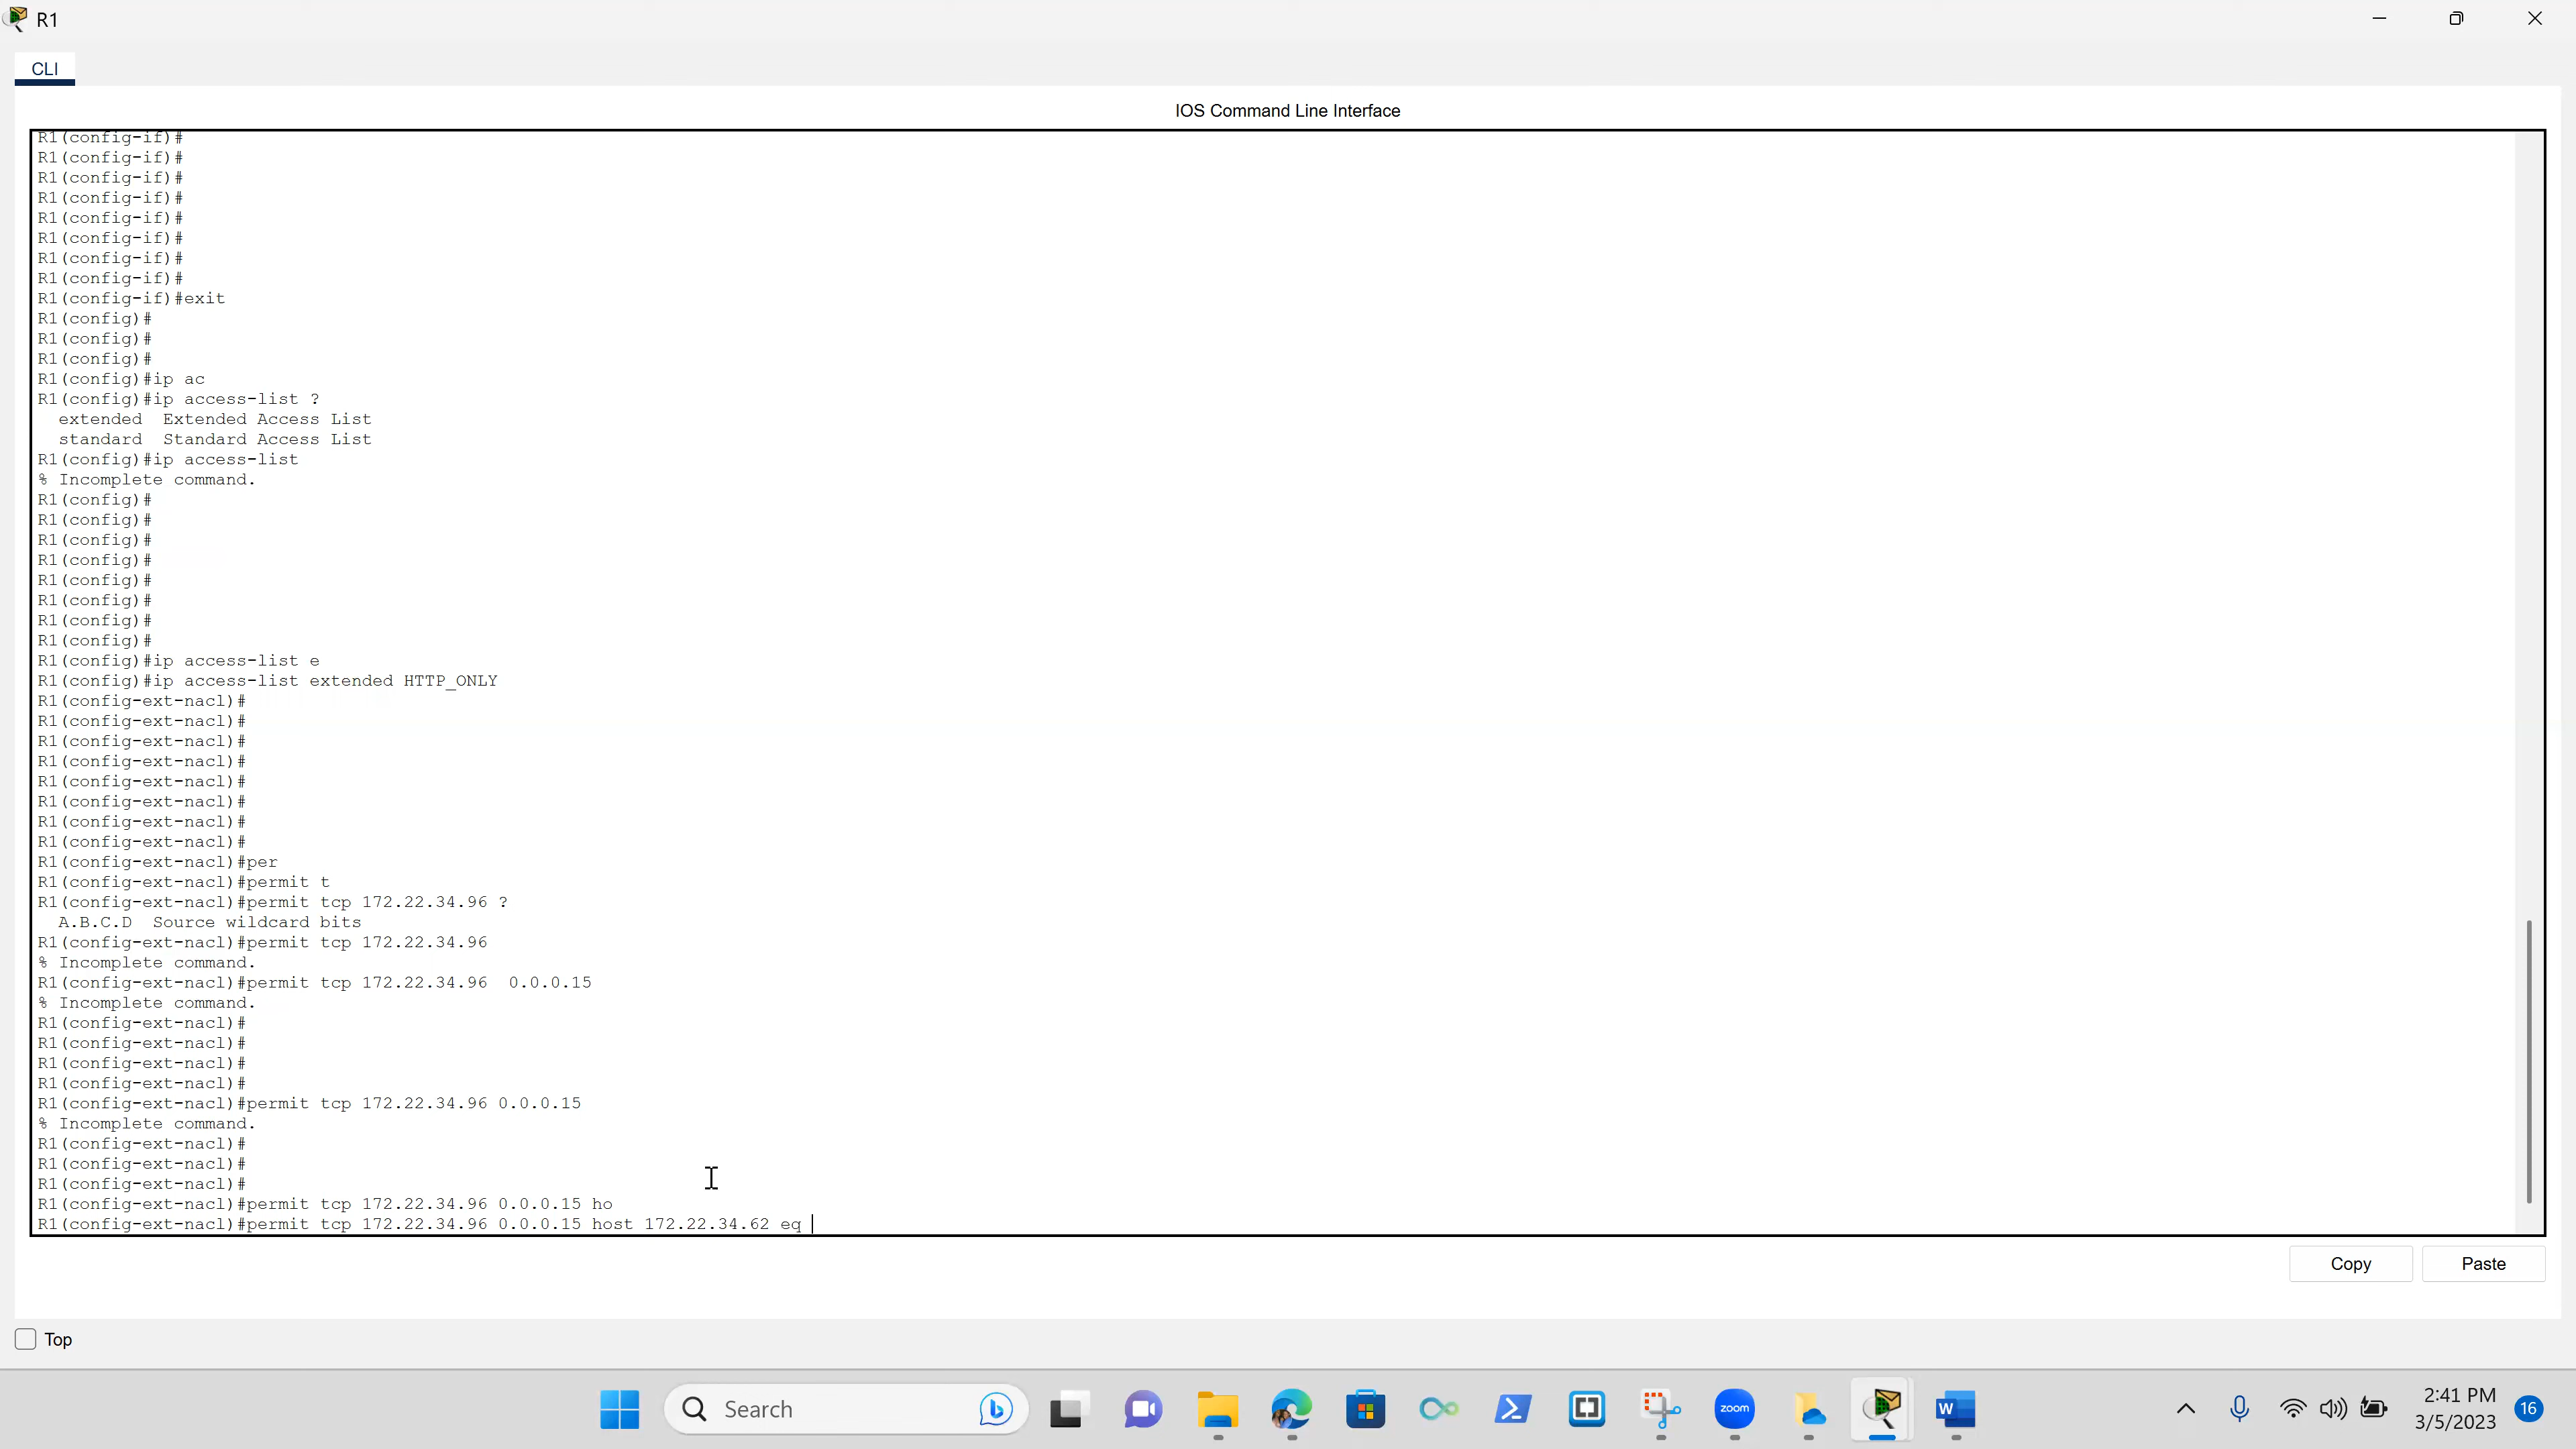 R1
CLI
IOS Command Line Interface
R1(config-if)#
R1(config-if)#
R1(config-if)#
R1(config-if)#
R1(config-if)#
R1(config-if)#
R1(config-if)#
R1(config-if)#
R1(config-if)#exit
R1(config)#
R1(config)#
R1(config)#
R1(config)#ip ac
R1(config)#ip access-list ?
  extended  Extended Access List
  standard  Standard Access List
R1(config)#ip access-list
% Incomplete command.
R1(config)#
R1(config)#
R1(config)#
R1(config)#
R1(config)#
R1(config)#
R1(config)#
R1(config)#
R1(config)#ip access-list e
R1(config)#ip access-list extended HTTP_ONLY
R1(config-ext-nacl)#
R1(config-ext-nacl)#
R1(config-ext-nacl)#
R1(config-ext-nacl)#
R1(config-ext-nacl)#
R1(config-ext-nacl)#
R1(config-ext-nacl)#
R1(config-ext-nacl)#
R1(config-ext-nacl)#per
R1(config-ext-nacl)#permit t
R1(config-ext-nacl)#permit tcp 172.22.34.96 ?
  A.B.C.D  Source wildcard bits
R1(config-ext-nacl)#permit tcp 172.22.34.96
% Incomplete command.
R1(config-ext-nacl)#permit tcp 172.22.34.96  0.0.0.15
% Incomplete command.
R1(config-ext-nacl)#
R1(config-ext-nacl)#
R1(config-ext-nacl)#
R1(config-ext-nacl)#
R1(config-ext-nacl)#permit tcp 172.22.34.96 0.0.0.15
% Incomplete command.
R1(config-ext-nacl)#
R1(config-ext-nacl)#
R1(config-ext-nacl)#
R1(config-ext-nacl)#permit tcp 172.22.34.96 0.0.0.15 ho
R1(config-ext-nacl)#permit tcp 172.22.34.96 0.0.0.15 host 172.22.34.62 eq
Copy Paste
Top
Search
zoom
W
2:41 PM
3/5/2023
16